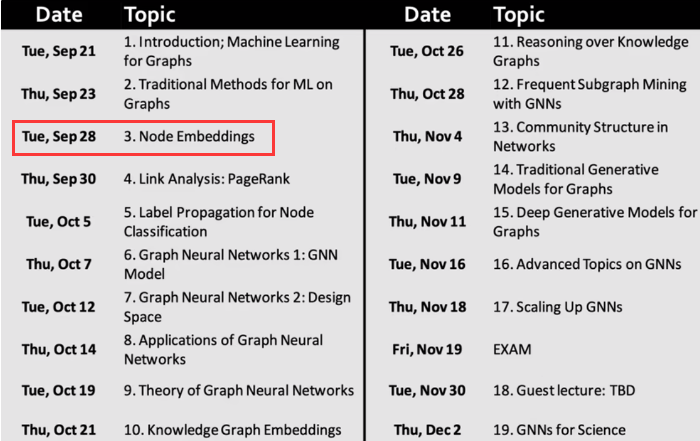 Date Topic
Tue, Sep 21 1. Introduction; Machine Learning
for Graphs
Thu, Sep 23 2. Traditional Methods for ML on
Graphs
Tue, Sep 28 3. Node Embeddings
Thu, Sep 30 4. Link Analysis: PageRank
Tue, Oct 5 5. Label Propagation for Node
Classification
Thu, Oct 7 6. Graph Neural Networks 1: GNN
Model
Tue, Oct 12 7. Graph Neural Networks 2: Design
Space
Thu, Oct 14 8. Applications of Graph Neural
Networks
Tue, Oct 19 9. Theory of Graph Neural Networks
Thu, Oct 21 10. Knowledge Graph Embeddings
Date Topic
Tue, Oct 26 11. Reasoning over Knowledge
Graphs
Thu, Oct 28 12. Frequent Subgraph Mining
with GNNs
Thu, Nov 4 13. Community Structure in
Networks
Tue, Nov 9 14. Traditional Generative
Models for Graphs
Thu, Nov 11 15. Deep Generative Models for
Graphs
Tue, Nov 16 16. Advanced Topics on GNNs
Thu, Nov 18 17. Scaling Up GNNs
Fri, Nov 19 EXAM
Tue, Nov 30 18. Guest lecture: TBD
Thu, Dec 2 19. GNNs for Science